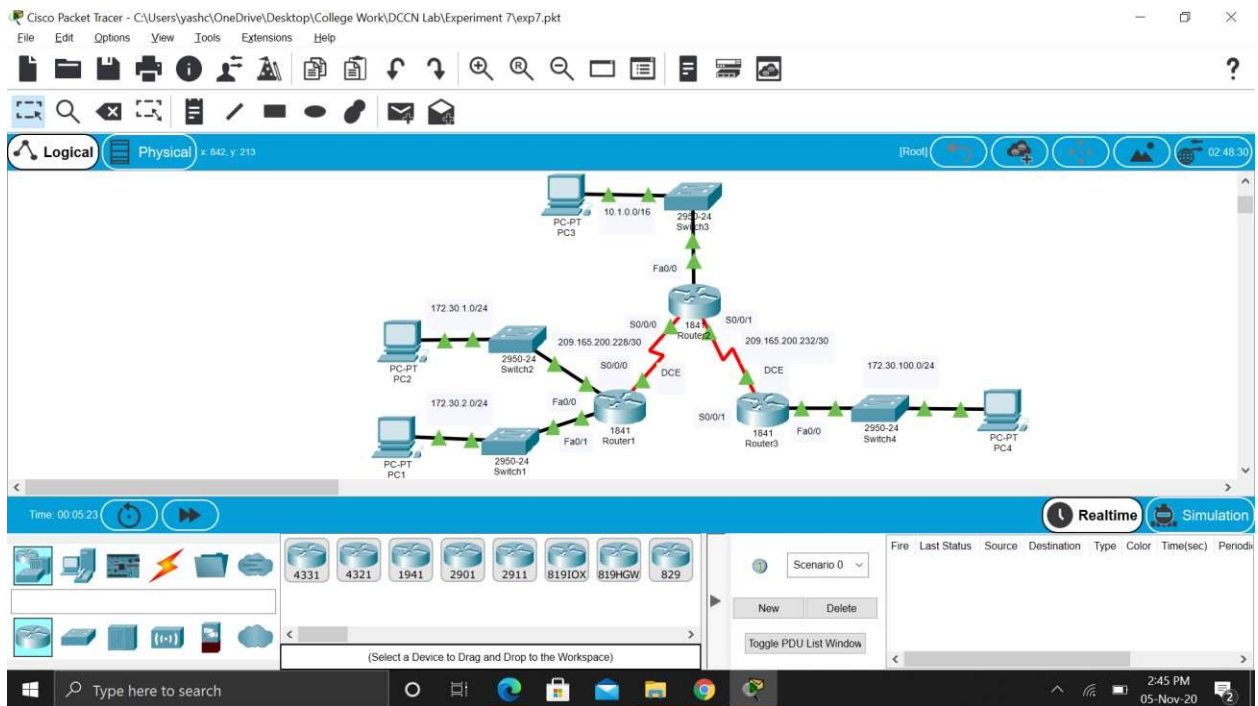 Cisco Packet Tracer - C:\Users\yashc\OneDrive\Desktop\College Work\DCCN Lab\Experiment 7\exp7.pkt
File Edit Options View Tools Extensions Help
Logical
Physical
x: 842, y: 213
[Root]
02:48:30
10.1.0.0/16
PC-PT
PC3
2950-24
Switch3
Fa0/0
172.30.1.0/24
S0/0/0
1841
Router2
S0/0/1
209.165.200.228/30
209.165.200.232/30
PC-PT
PC2
2950-24
Switch2
S0/0/0
DCE
DCE
172.30.100.0/24
172.30.2.0/24
Fa0/0
S0/0/1
Fa0/1
1841
Router1
1841
Router3
Fa0/0
2950-24
Switch4
PC-PT
PC4
PC-PT
PC1
2950-24
Switch1
Time: 00:05:23
Realtime
Simulation
4331
4321
1941
2901
2911
819IOX
819HGW
829
(Select a Device to Drag and Drop to the Workspace)
Scenario 0
New
Delete
Toggle PDU List Window
Fire Last Status Source Destination Type Color Time(sec) Periodi
Type here to search
2:45 PM
05-Nov-20
2